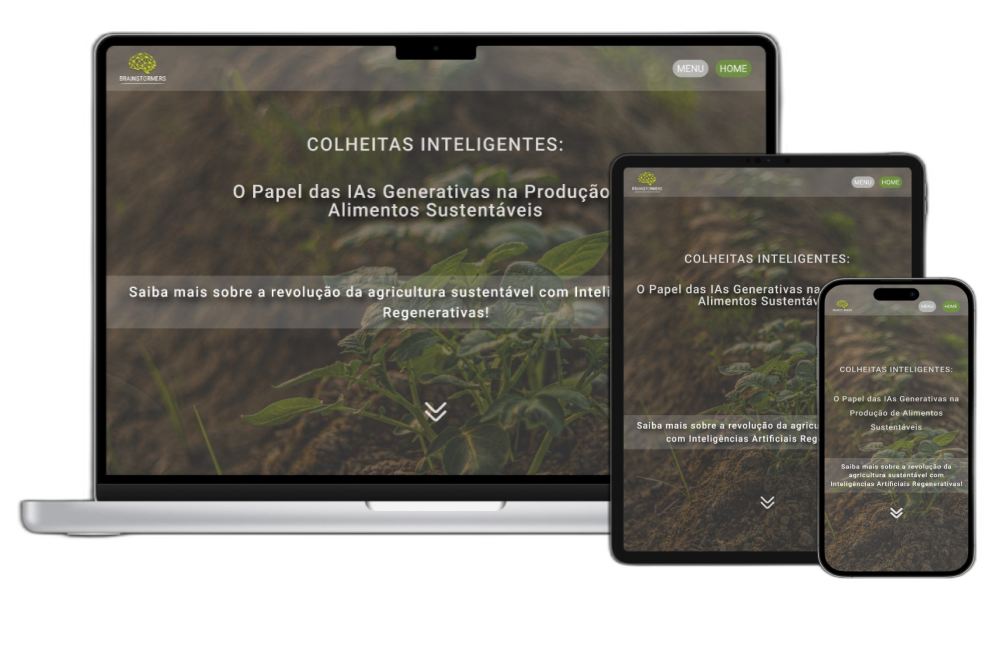 BRAINSTORMERS
MENU HOME
COLHEITAS INTELIGENTES:
O Papel das IAs Generativas na Produção
Alimentos Sustentáveis
Saiba mais sobre a revolução da agricultura sustentável com Inteli
Regenerativas!
BRAINSTORMERS
MENU HOME
COLHEITAS INTELIGENTES:
O Papel das IAs Generativas na
Alimentos Sustentáv
Saiba mais sobre a revolução da agricu
com Inteligências Artificiais Reg
BRAINSTORMERS
MENU HOME
COLHEITAS INTELIGENTES:
O Papel das IAs Generativas na
Produção de Alimentos
Sustentáveis
Saiba mais sobre a revolução da
agricultura sustentável com
Inteligências Artificiais Regenerativas!